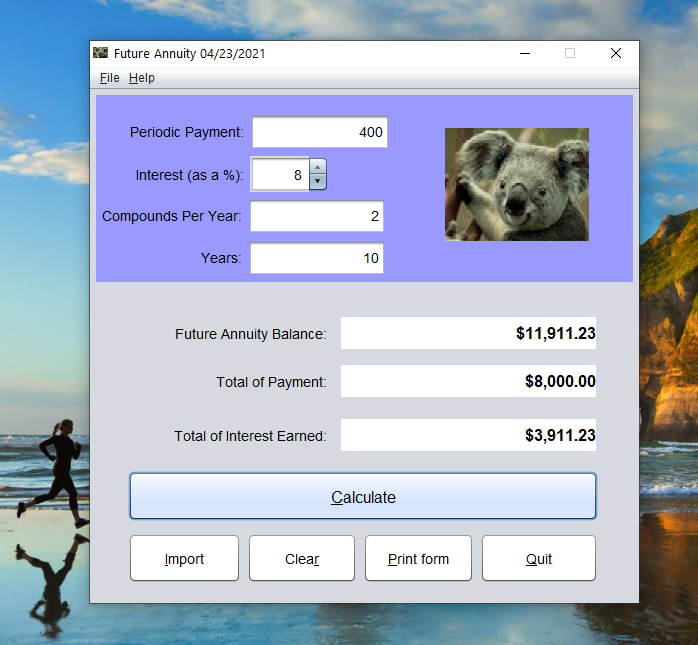 Future Annuity 04/23/2021
File Help
Periodic Payment: 400
Interest (as a %): 8
Compounds Per Year: 2
Years: 10
Future Annuity Balance: $11,911.23
Total of Payment: $8,000.00
Total of Interest Earned: $3,911.23
Calculate
Import Clear Print form Quit